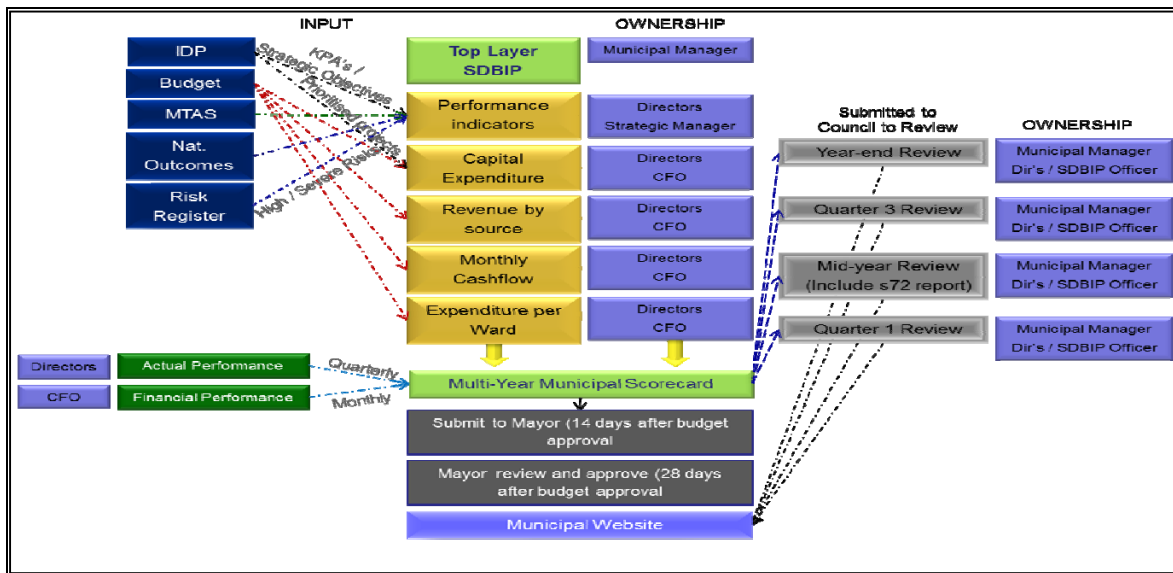 INPUT
OWNERSHIP
IDP
Budget
MTAS
Nat.
Outcomes
Risk
Register
KPA's /
Strategic Objectives
Prioritised projects
High / Severe Risks
Top Layer
SDBIP
Municipal Manager
Performance
indicators
Directors
Strategic Manager
Capital
Expenditure
Directors
CFO
Revenue by
source
Directors
CFO
Monthly
Cashflow
Directors
CFO
Expenditure per
Ward
Directors
CFO
Submitted to
Council to Review
OWNERSHIP
Year-end Review
Municipal Manager
Dir's / SDBIP Officer
Quarter 3 Review
Municipal Manager
Dir's / SDBIP Officer
Mid-year Review
(Include s72 report)
Municipal Manager
Dir's / SDBIP Officer
Quarter 1 Review
Municipal Manager
Dir's / SDBIP Officer
Directors
Actual Performance
Quarterly
CFO
Financial Performance
Monthly
Multi-Year Municipal Scorecard
Submit to Mayor (14 days after budget
approval
Mayor review and approve (28 days
after budget approval
Municipal Website